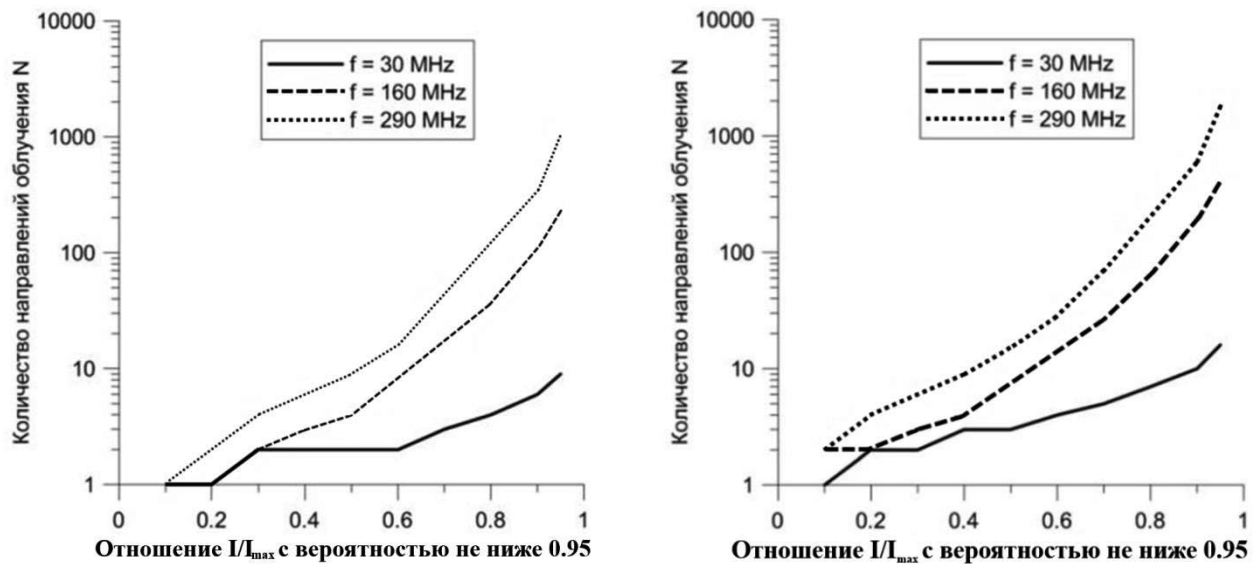 Количество направлений облучения N
10000
1000
100
10
1
f = 30 MHz
f = 160 MHz
f = 290 MHz
0 0.2 0.4 0.6 0.8 1
Отношение I/Imax с вероятностью не ниже 0.95
Количество направлений облучения N
10000
1000
100
10
1
f = 30 MHz
f = 160 MHz
f = 290 MHz
0 0.2 0.4 0.6 0.8 1
Отношение I/Imax с вероятностью не ниже 0.95